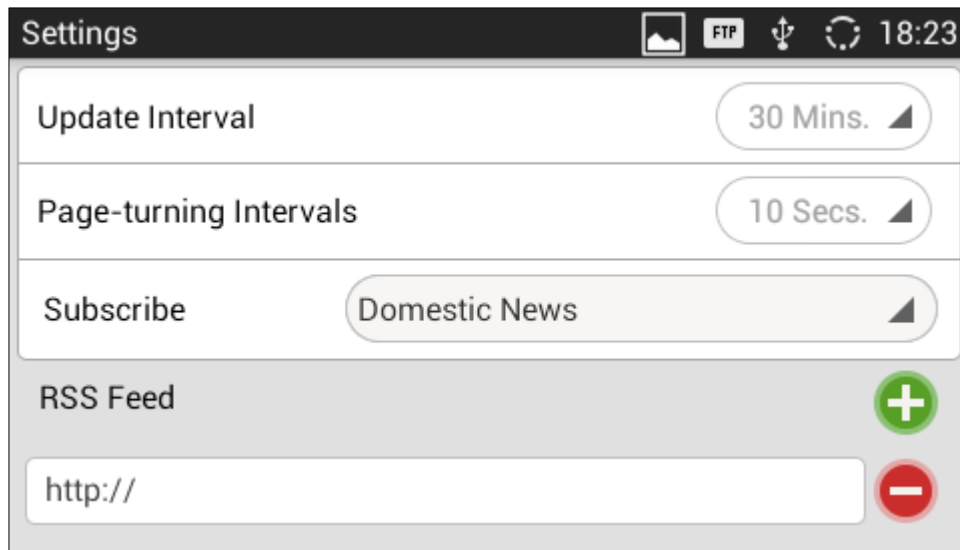 Settings FTP 18:23
Update Interval 30 Mins.
Page-turning Intervals 10 Secs.
Subscribe Domestic News
RSS Feed
http://